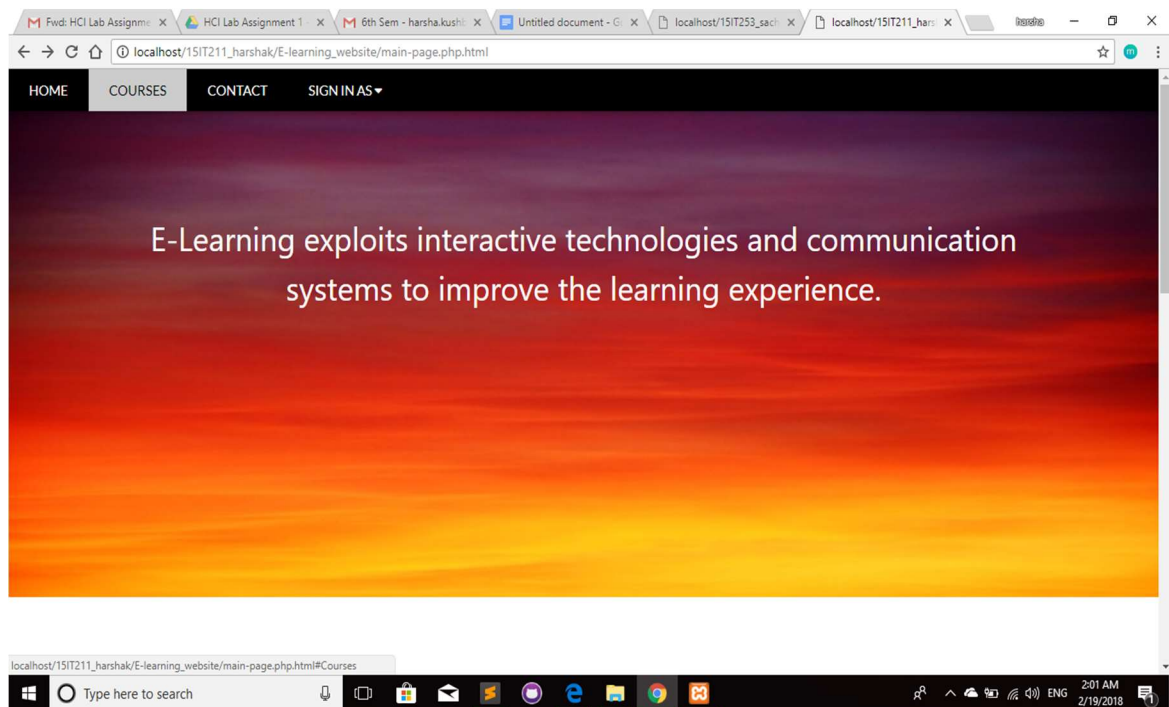 Fwd: HCI Lab Assignme
HCI Lab Assignment 1 -
6th Sem - harsha.kushb
Untitled document - G
localhost/15IT253_sach
localhost/15IT211_hars
harsha
localhost/15IT211_harshak/E-learning_website/main-page.php.html
HOME COURSES CONTACT SIGN IN AS
E-Learning exploits interactive technologies and communication
systems to improve the learning experience.
localhost/15IT211_harshak/E-learning_website/main-page.php.html#Courses
Type here to search
ENG
2:01 AM
2/19/2018
1